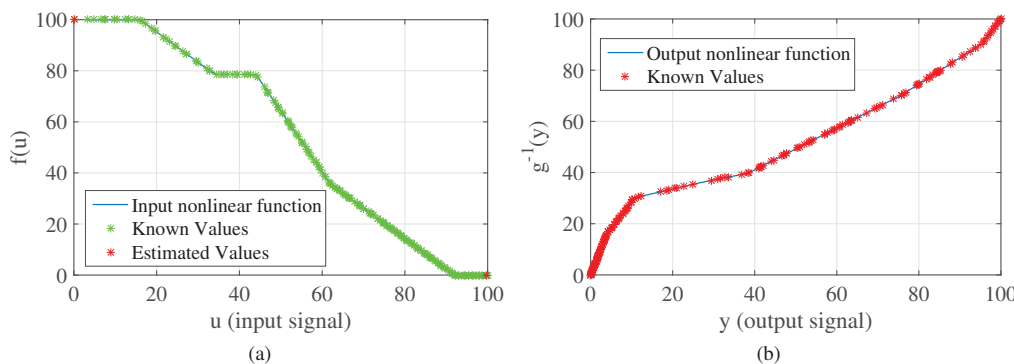 100
80
60
40
20
0
f(u)
Input nonlinear function
Known Values
Estimated Values
0 20 40 60 80 100
u (input signal)
(a)
100
80
60
40
20
0
g⁻¹(y)
Output nonlinear function
Known Values
0 20 40 60 80 100
y (output signal)
(b)